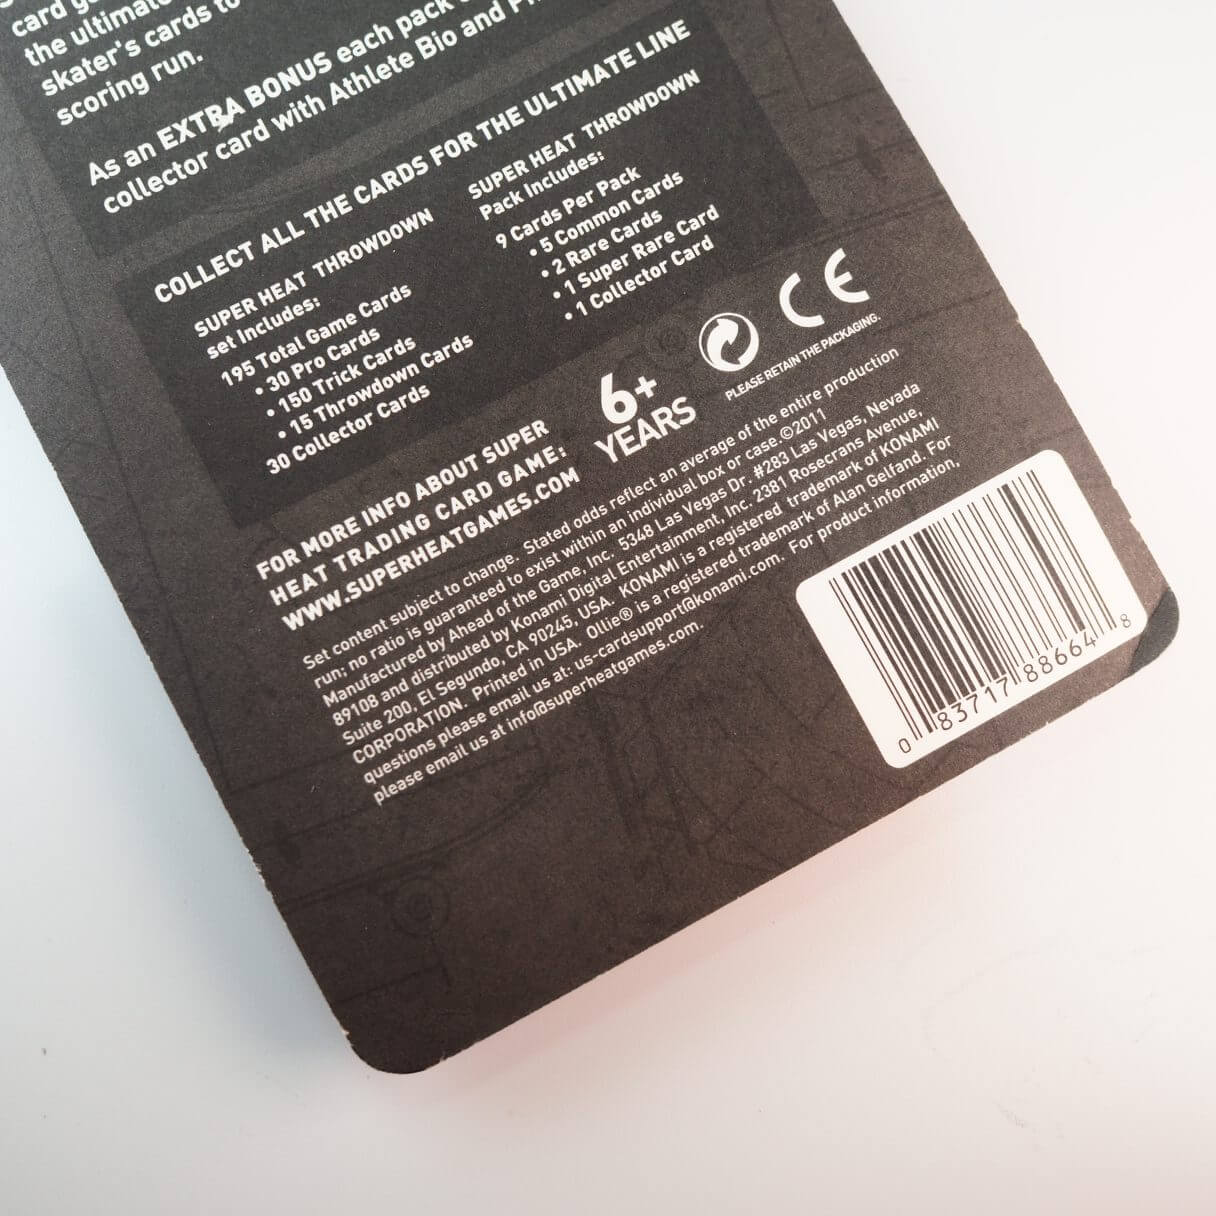 card
the ultimate
skater's cards to
scoring run.
As an EXTRA BONUS each pack
collector card with Athlete Bio and
COLLECT ALL THE CARDS FOR THE ULTIMATE LINE
SUPER HEAT THROWDOWN
set Includes:
195 Total Game Cards
• 30 Pro Cards
• 150 Trick Cards
• 15 Throwdown Cards
30 Collector Cards
SUPER HEAT THROWDOWN
Pack Includes:
9 Cards Per Pack
• 5 Common Cards
• 2 Rare Cards
• 1 Super Rare Card
• 1 Collector Card
FOR MORE INFO ABOUT SUPER
HEAT TRADING CARD GAME:
WWW.SUPERHEATGAMES.COM
6+
YEARS
CE
PLEASE RETAIN THE PACKAGING.
Set content subject to change. Stated odds reflect an average of the entire production
run; no ratio is guaranteed to exist within an individual box or case.©2011
Manufactured by Ahead of the Game, Inc. 5348 Las Vegas Dr. #283 Las Vegas, Nevada
89108 and distributed by Konami Digital Entertainment, Inc. 2381 Rosecrans Avenue,
Suite 200, El Segundo, CA 90245, USA. KONAMI is a registered trademark of KONAMI
CORPORATION. Printed in USA. Ollie® is a registered trademark of Alan Gelfand. For
questions please email us at: us-cardsupport@konami.com. For product information,
please email us at info@superheatgames.com.
0 83717 88664 8